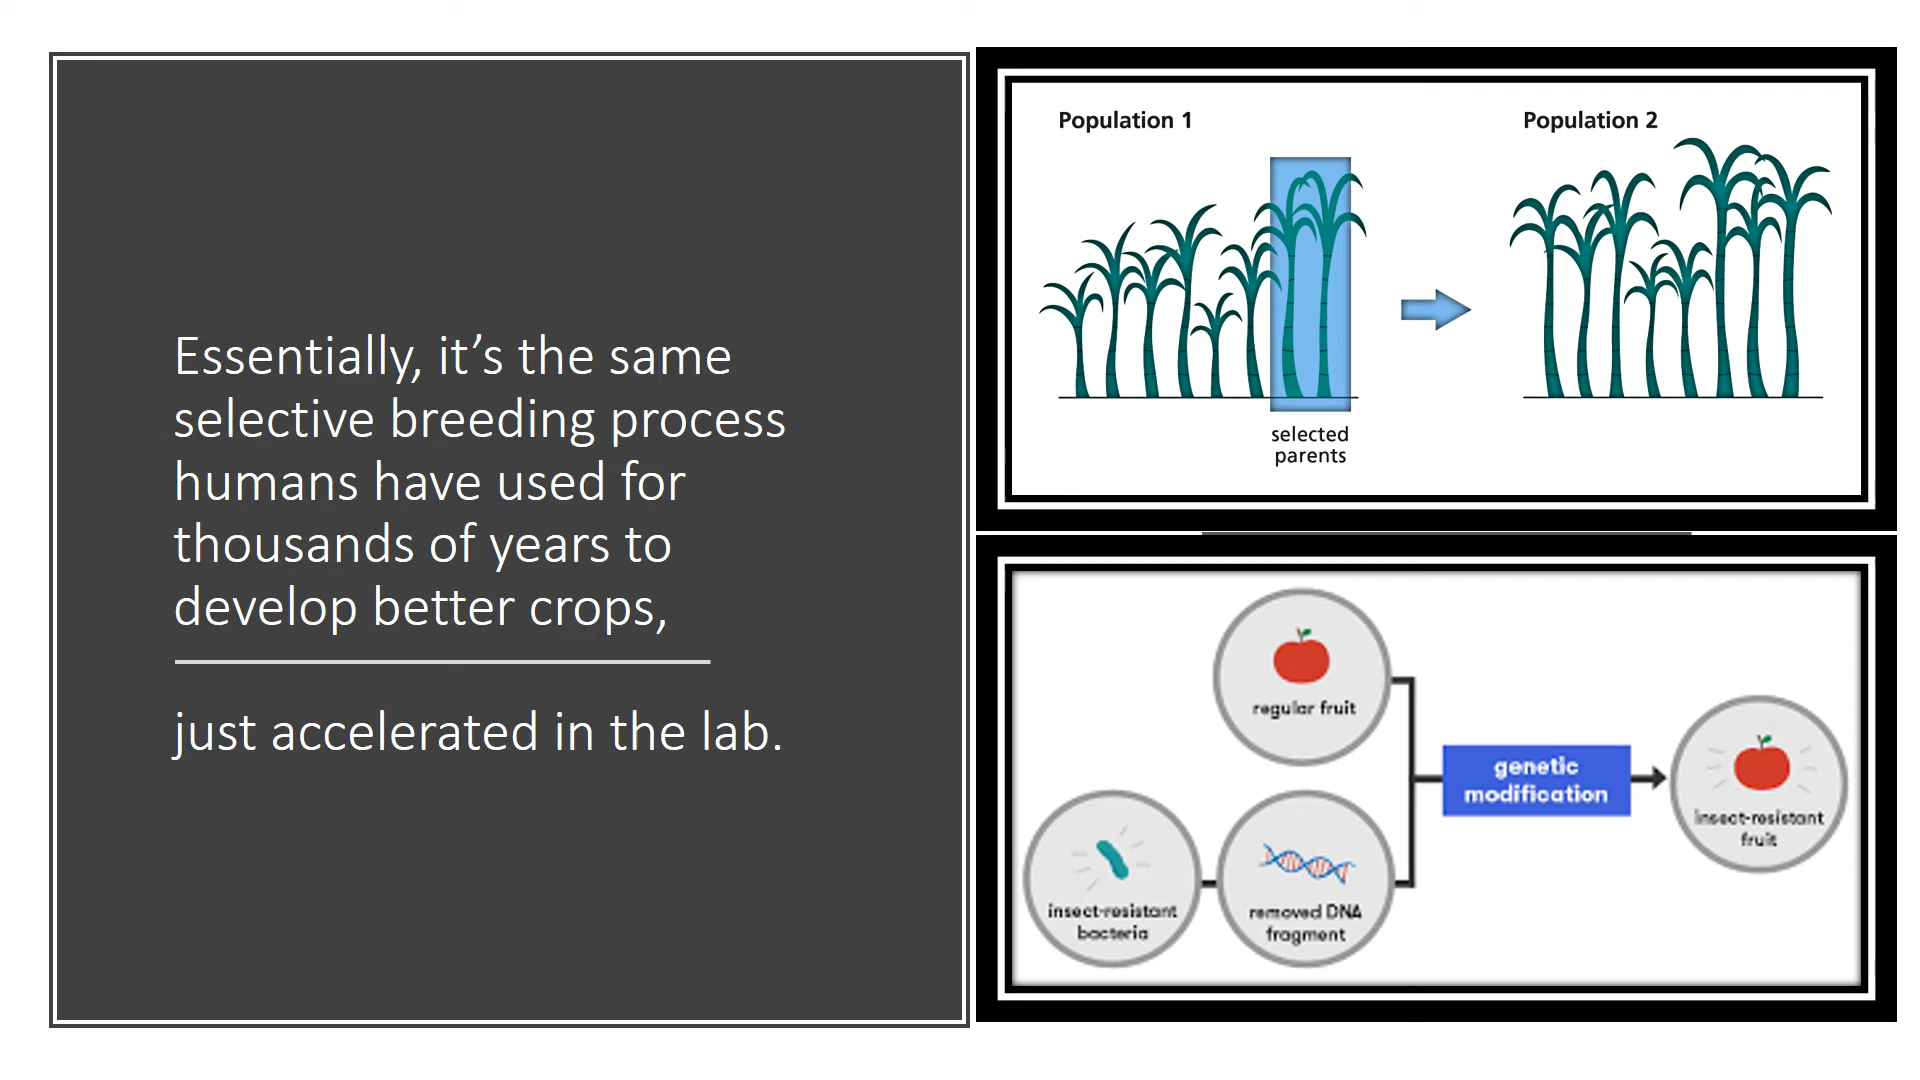 Essentially, it’s the same
selective breeding process
humans have used for
thousands of years to
develop better crops,
just accelerated in the lab.
Population 1
Population 2
selected
parents
regular fruit
genetic
modification
insect-resistant
fruit
insect-resistant
bacteria
removed DNA
fragment